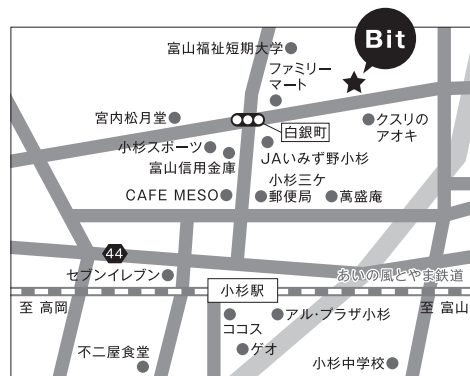 Bit
富山福祉短期大学
ファミリー
マート
宮内松月堂
白銀町
クスリの
アオキ
小杉スポーツ
JAいみず野小杉
富山信用金庫
小杉三ケ
郵便局
CAFE MESO
萬盛庵
44
セブンイレブン
あいの風とやま鉄道
小杉駅
至 高岡
至 富山
ココス
アル・プラザ小杉
ゲオ
不二屋食堂
小杉中学校